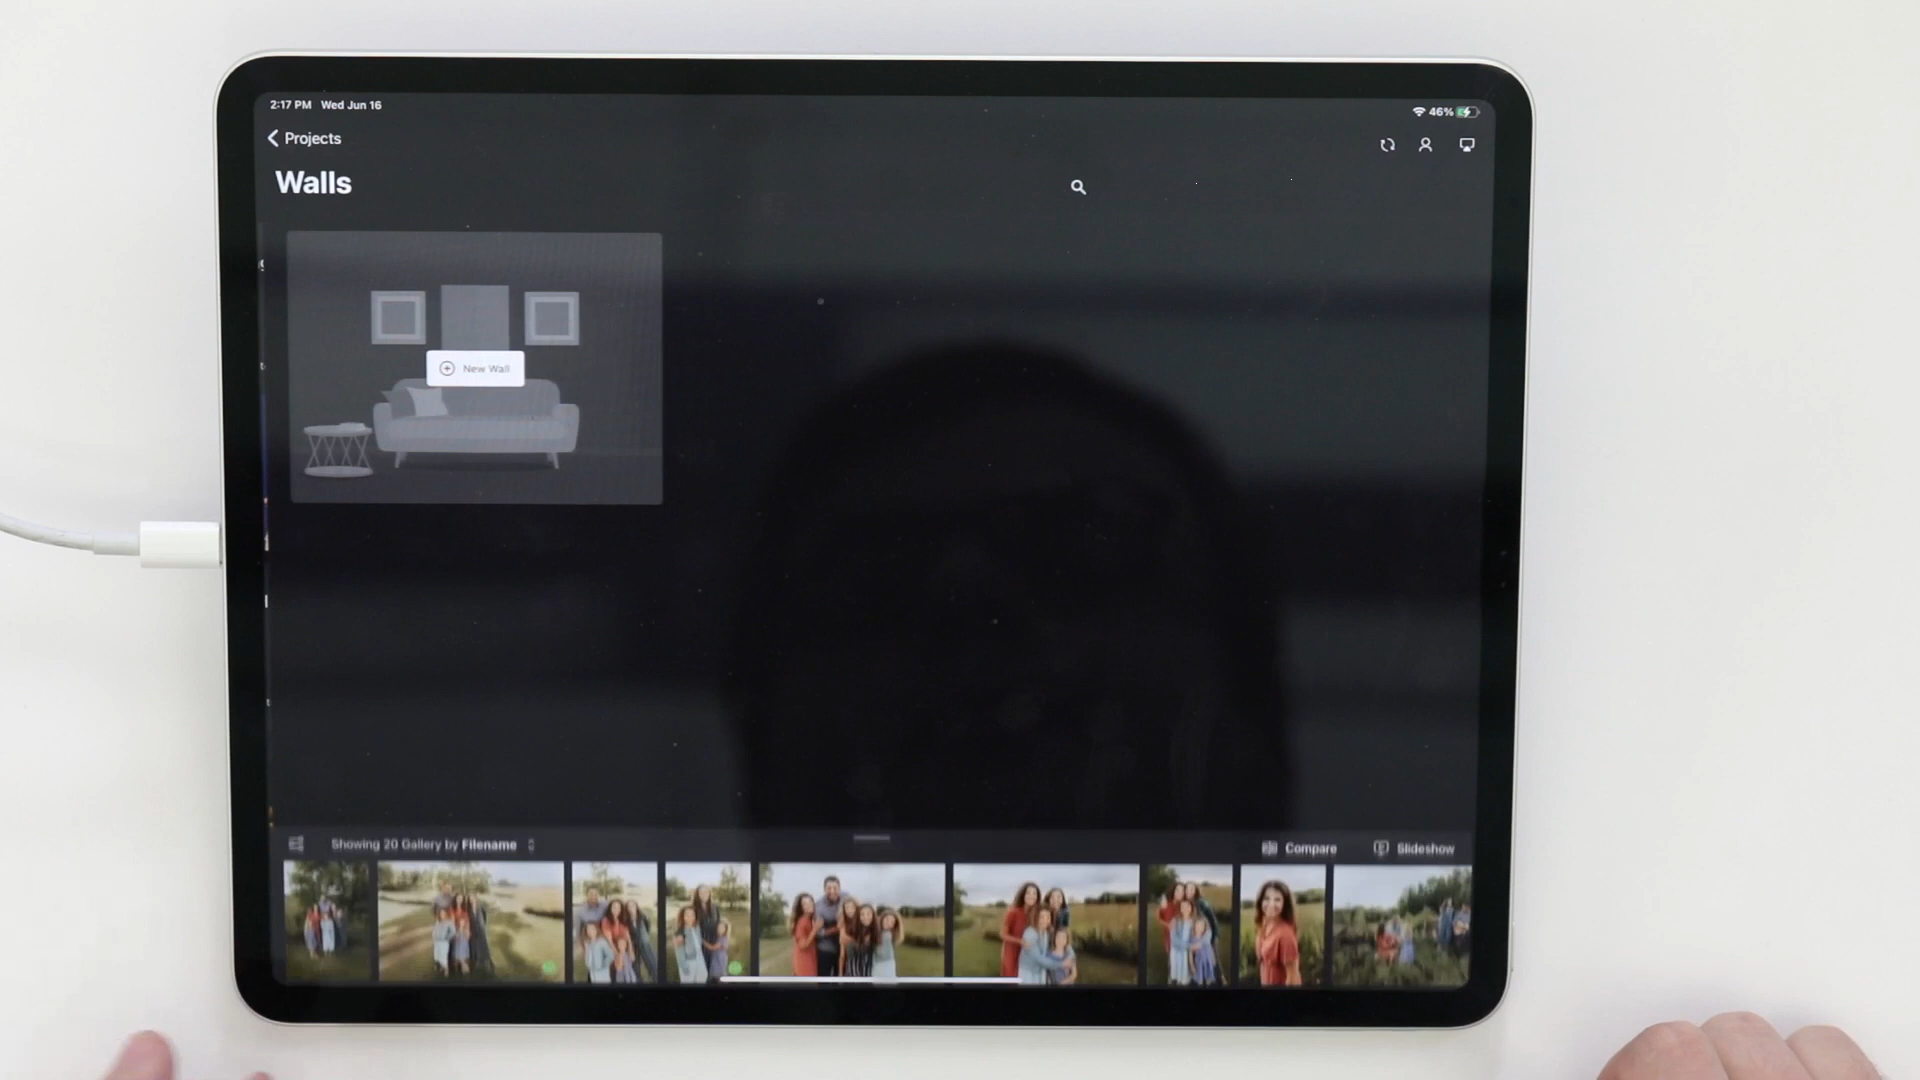 2:17 PM Wed Jun 16
46%
Projects
Walls
New Wall
Showing 20 Gallery by Filename
Compare
Slideshow